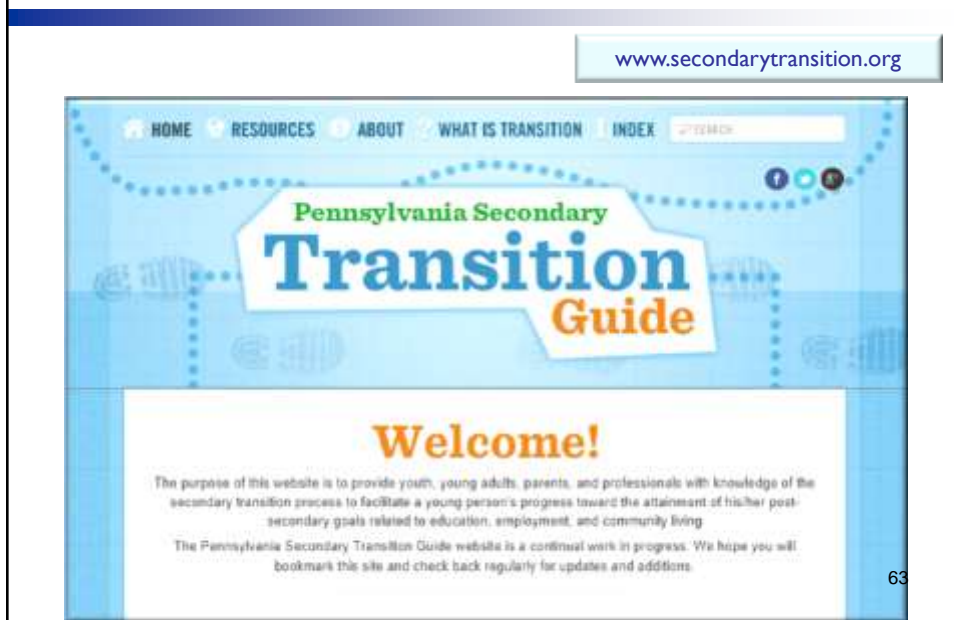 www.secondarytransition.org
HOME RESOURCES ABOUT WHAT IS TRANSITION INDEX SEARCH
Pennsylvania Secondary
Transition
Guide
Welcome!
The purpose of this website is to provide youth, young adults, parents, and professionals with knowledge of the
secondary transition process to facilitate a young person's progress toward the attainment of his/her post-
secondary goals related to education, employment, and community living
The Pennsylvania Secondary Transition Guide website is a continual work in progress. We hope you will
bookmark this site and check back regularly for updates and additions.
63